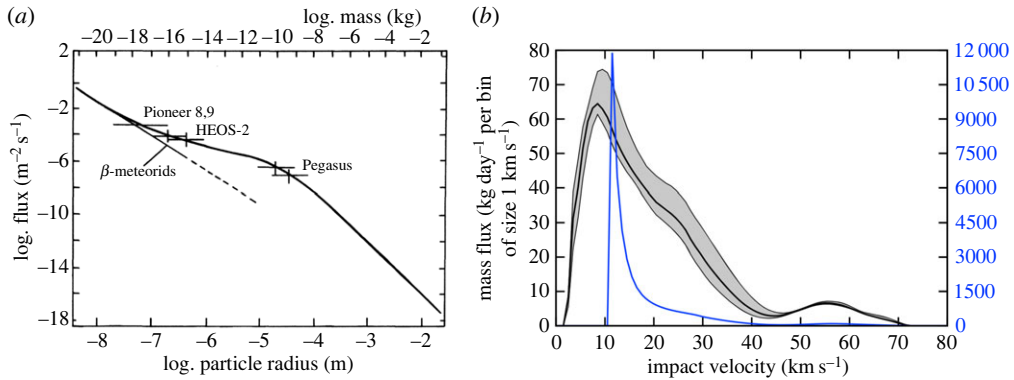 (a)
log. mass (kg)
−20 −18 −16 −14 −12 −10 −8 −6 −4 −2
2
−2
−6
−10
−14
−18
log. flux (m−2 s−1)
Pioneer 8,9
HEOS-2
Pegasus
β-meteorids
−8 −7 −6 −5 −4 −3 −2
log. particle radius (m)
(b)
80
70
60
50
40
30
20
10
0
mass flux (kg day−1 per bin
of size 1 km s−1)
12 000
10 500
9000
7500
6000
4500
3000
1500
0
0 10 20 30 40 50 60 70 80
impact velocity (km s−1)